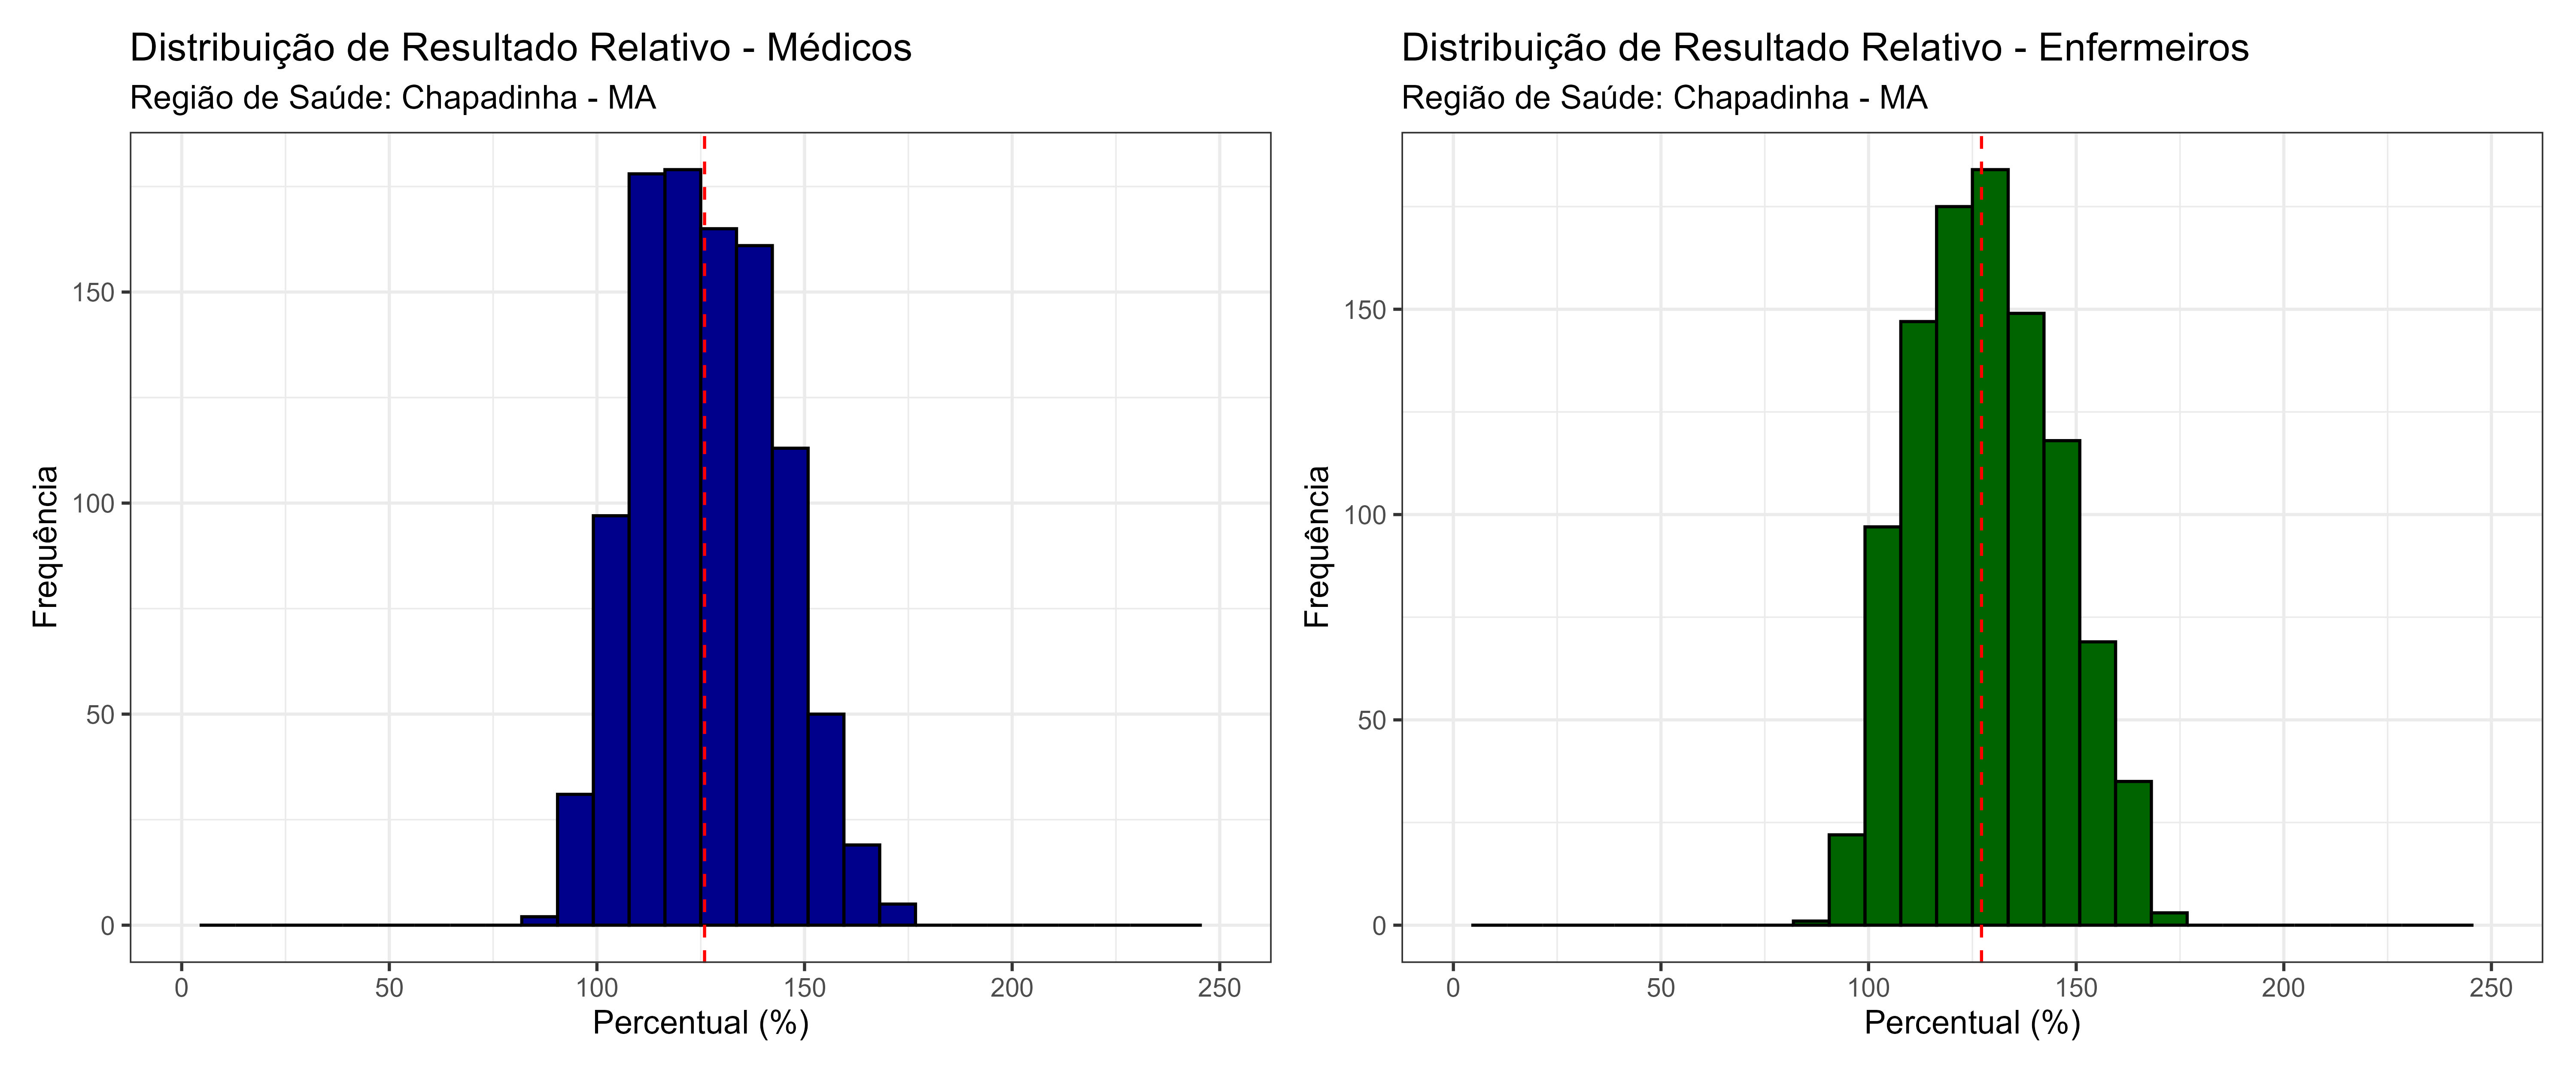 Distribuição de Resultado Relativo - Médicos
Região de Saúde: Chapadinha - MA
Frequência
150
100
50
0
0 50 100 150 200 250
Percentual (%)
Distribuição de Resultado Relativo - Enfermeiros
Região de Saúde: Chapadinha - MA
Frequência
150
100
50
0
0 50 100 150 200 250
Percentual (%)